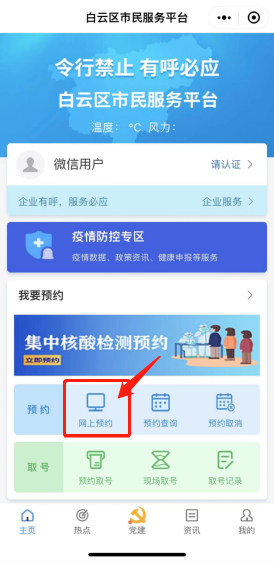 白云区市民服务平台
令行禁止 有呼必应
白云区市民服务平台
温度： ℃ 风力：
微信用户 请认证
企业有呼，服务必应 企业服务
疫情防控专区
疫情数据、政策资讯、健康申报等服务
我要预约
集中核酸检测预约
立即预约
预约 网上预约 预约查询 预约取消
取号 预约取号 现场取号 取号记录
主页 热点 党建 资讯 我的